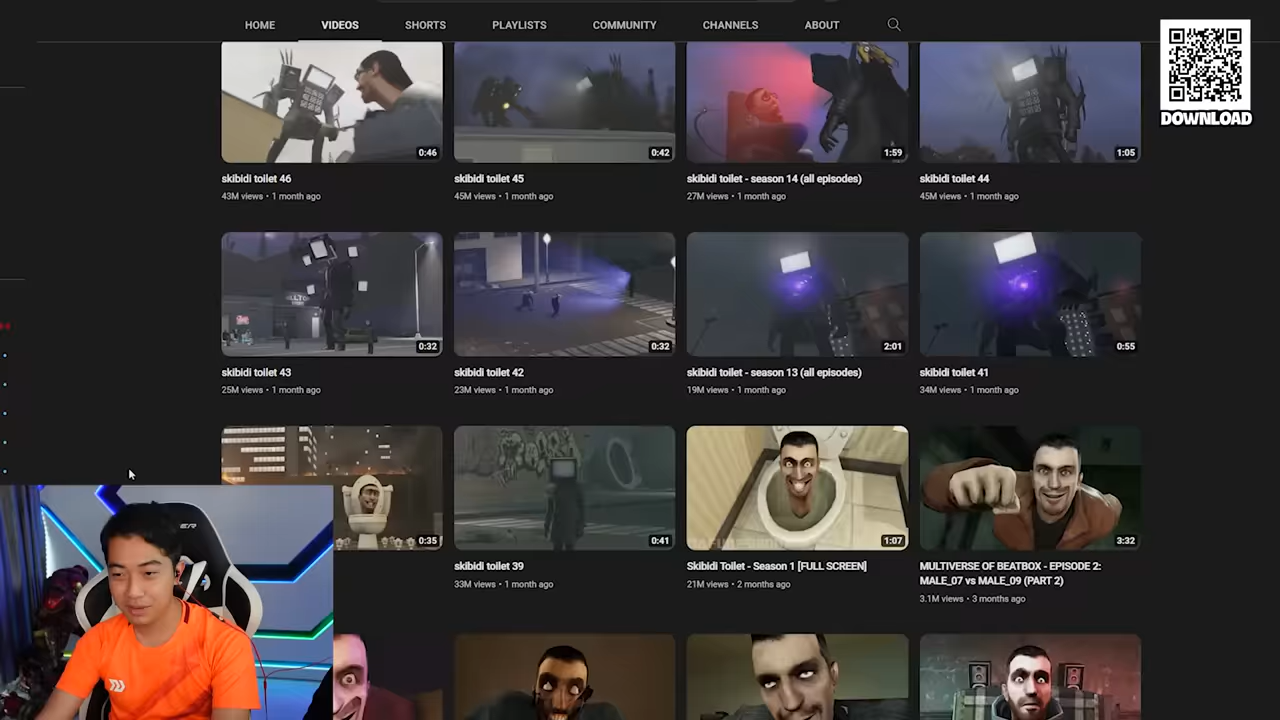 HOME
VIDEOS
SHORTS
PLAYLISTS
COMMUNITY
CHANNELS
ABOUT
DOWNLOAD
0:46
0:42
1:59
1:05
skibidi toilet 46
skibidi toilet 45
skibidi toilet - season 14 (all episodes)
skibidi toilet 44
43M views • 1 month ago
45M views • 1 month ago
27M views • 1 month ago
45M views • 1 month ago
0:32
0:32
2:01
0:55
skibidi toilet 43
skibidi toilet 42
skibidi toilet - season 13 (all episodes)
skibidi toilet 41
25M views • 1 month ago
23M views • 1 month ago
19M views • 1 month ago
34M views • 1 month ago
0:35
0:41
1:07
3:32
skibidi toilet 39
Skibidi Toilet - Season 1 [FULL SCREEN]
MULTIVERSE OF BEATBOX - EPISODE 2:
MALE_07 vs MALE_09 (PART 2)
33M views • 1 month ago
21M views • 2 months ago
3.1M views • 3 months ago